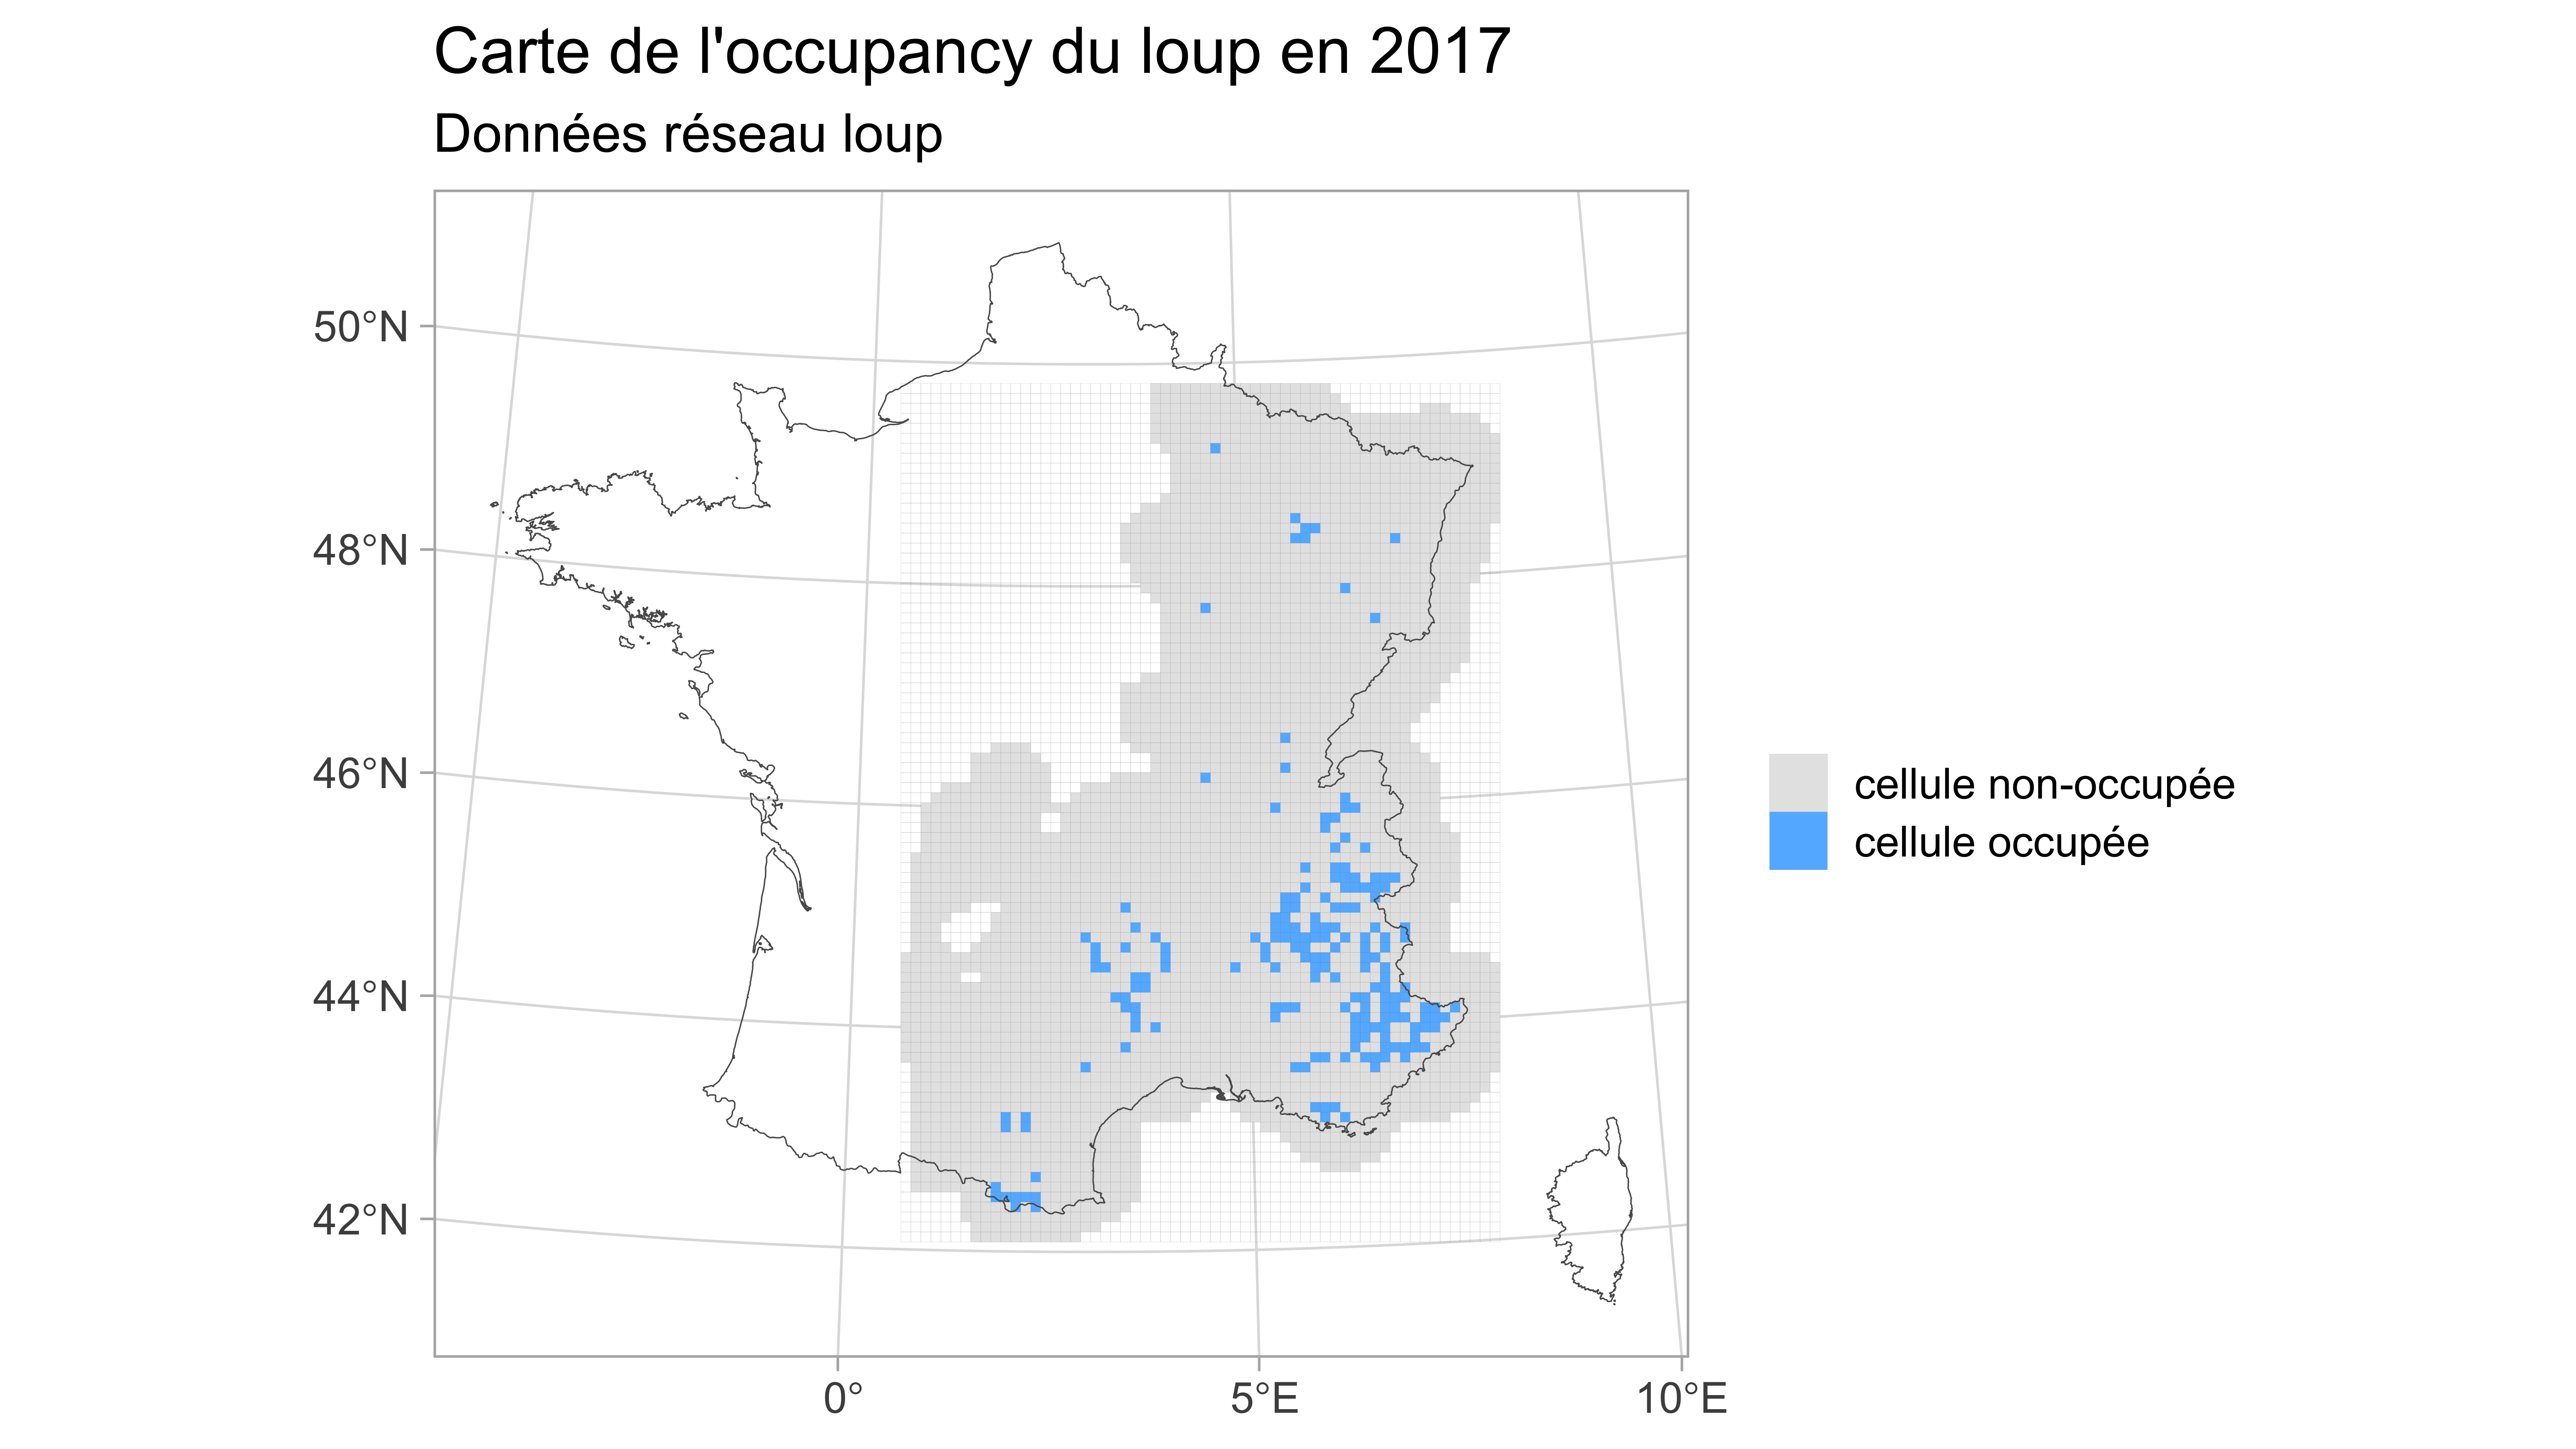 Carte de l'occupancy du loup en 2017
Données réseau loup
50°N
48°N
46°N
44°N
42°N
0°
5°E
10°E
cellule non-occupée
cellule occupée